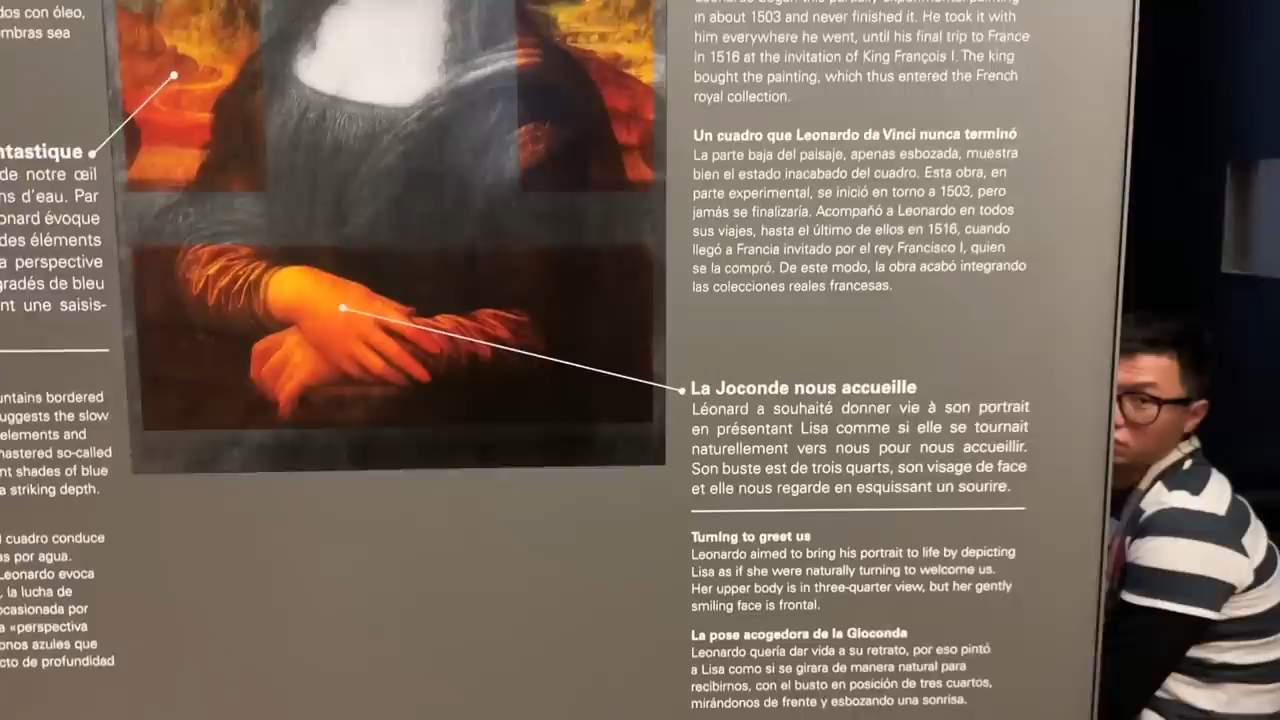 dos con óleo,
ombras sea
ntastique
de notre œil
ns d'eau. Par
onard évoque
des éléments
a perspective
gradés de bleu
nt une saisis-
untains bordered
uggests the slow
elements and
mastered so-called
nt shades of blue
a striking depth.
l cuadro conduce
as por agua.
Leonardo evoca
, la lucha de
ocasionada por
a «perspectiva
onos azules que
cto de profundidad
in about 1503 and never finished it. He took it with
him everywhere he went, until his final trip to France
in 1516 at the invitation of King François I. The king
bought the painting, which thus entered the French
royal collection.
Un cuadro que Leonardo da Vinci nunca terminó
La parte baja del paisaje, apenas esbozada, muestra
bien el estado inacabado del cuadro. Esta obra, en
parte experimental, se inició en torno a 1503, pero
jamás se finalizaría. Acompañó a Leonardo en todos
sus viajes, hasta el último de ellos en 1516, cuando
llegó a Francia invitado por el rey Francisco I, quien
se la compró. De este modo, la obra acabó integrando
las colecciones reales francesas.
La Joconde nous accueille
Léonard a souhaité donner vie à son portrait
en présentant Lisa comme si elle se tournait
naturellement vers nous pour nous accueillir.
Son buste est de trois quarts, son visage de face
et elle nous regarde en esquissant un sourire.
Turning to greet us
Leonardo aimed to bring his portrait to life by depicting
Lisa as if she were naturally turning to welcome us.
Her upper body is in three-quarter view, but her gently
smiling face is frontal.
La pose acogedora de la Gioconda
Leonardo quería dar vida a su retrato, por eso pintó
a Lisa como si se girara de manera natural para
recibirnos, con el busto en posición de tres cuartos,
mirándonos de frente y esbozando una sonrisa.